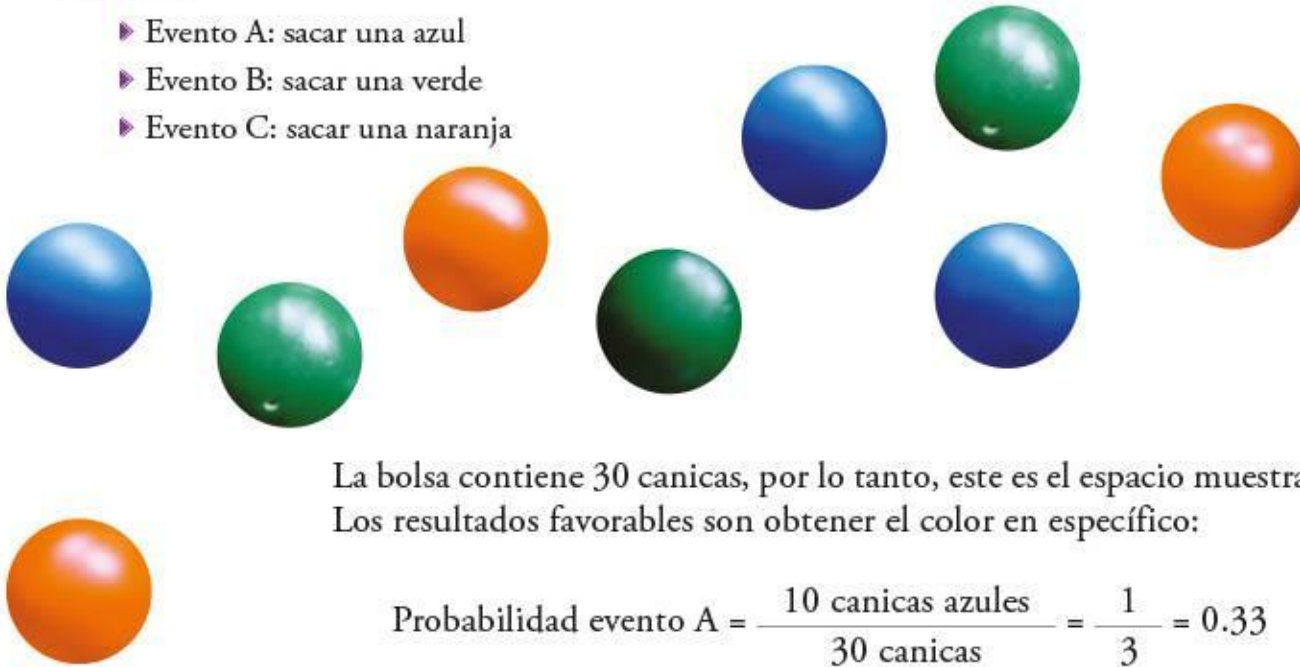 Evento A: sacar una azul
Evento B: sacar una verde
Evento C: sacar una naranja
La bolsa contiene 30 canicas, por lo tanto, este es el espacio muestra
Los resultados favorables son obtener el color en específico:
Probabilidad evento A = 10 canicas azules / 30 canicas = 1 / 3 = 0.33